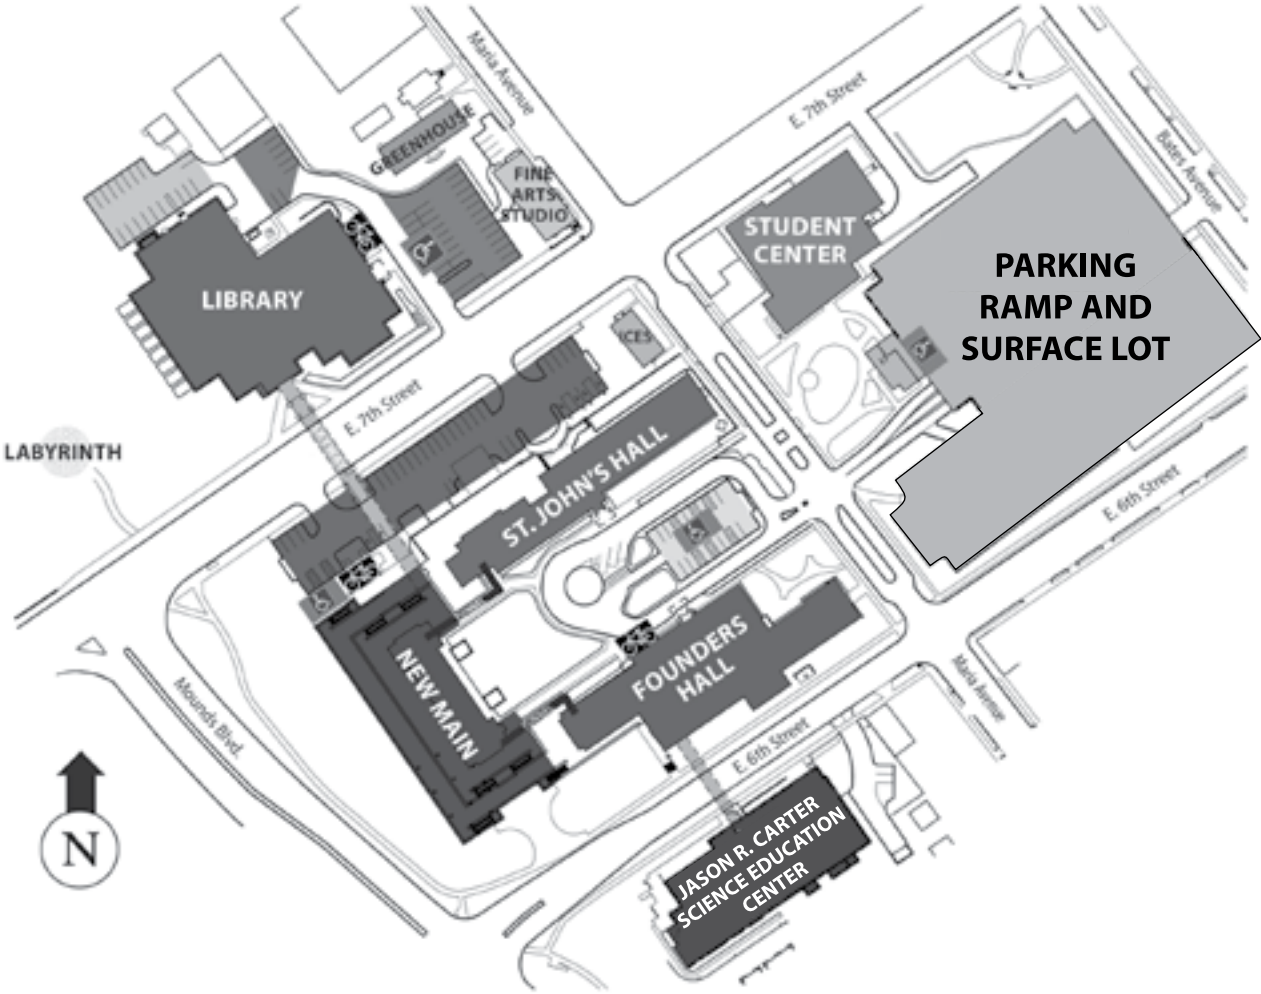 Maria Avenue
E. 7th Street
GREENHOUSE
FINE
ARTS
STUDIO
Bates Avenue
STUDENT
CENTER
PARKING
RAMP AND
SURFACE LOT
LIBRARY
ICES
E. 7th Street
LABYRINTH
ST. JOHN'S HALL
E. 6th Street
FOUNDERS
HALL
NEW MAIN
Maria Avenue
Mounds Blvd.
E. 6th Street
N
JASON R. CARTER
SCIENCE EDUCATION
CENTER